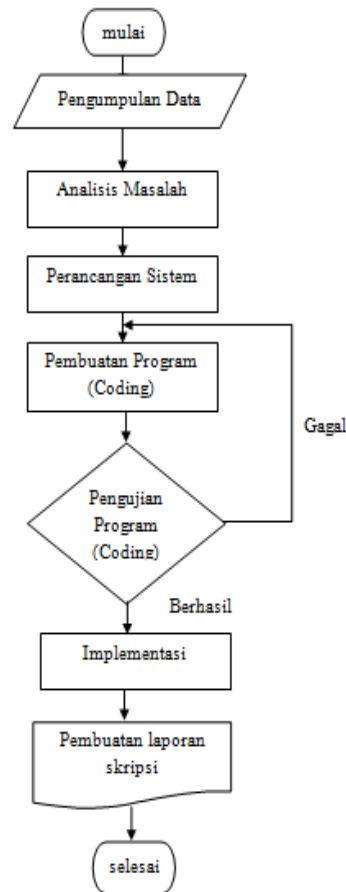 mulai
Pengumpulan Data
Analisis Masalah
Perancangan Sistem
Pembuatan Program
(Coding)
Gagal
Pengujian
Program
(Coding)
Berhasil
Implementasi
Pembuatan laporan
skripsi
selesai